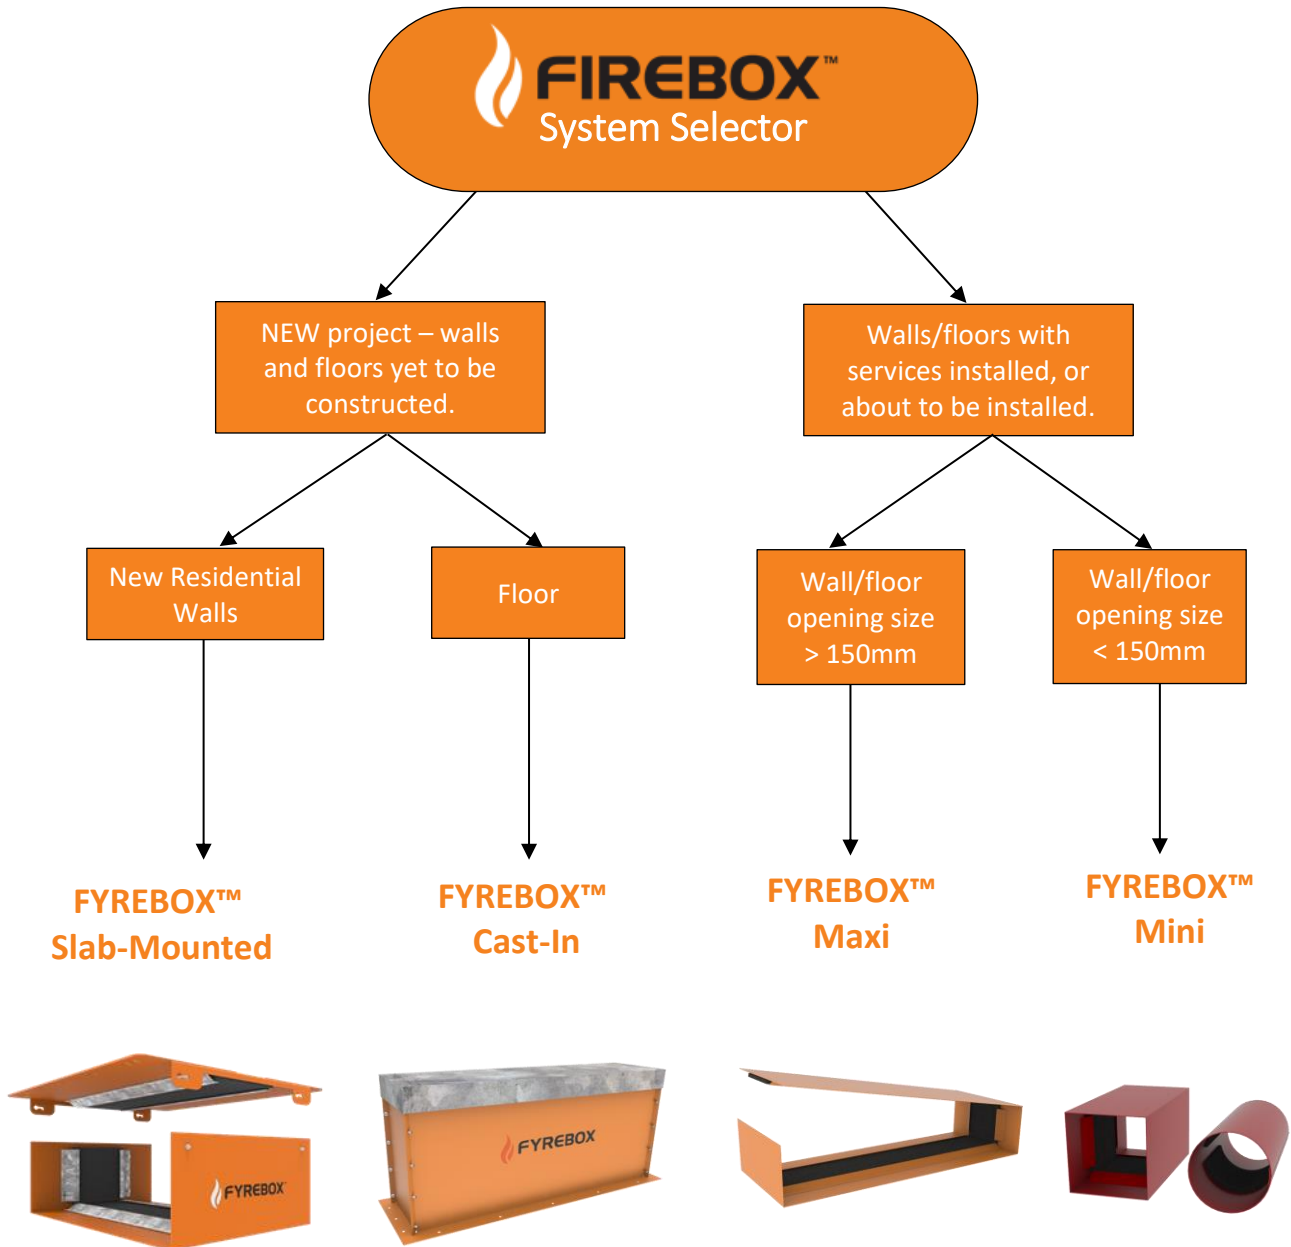 FIREBOX™
System Selector
NEW project – walls
and floors yet to be
constructed.
Walls/floors with
services installed, or
about to be installed.
New Residential
Walls
Floor
Wall/floor
opening size
> 150mm
Wall/floor
opening size
< 150mm
FYREBOX™
Slab-Mounted
FYREBOX™
Cast-In
FYREBOX™
Maxi
FYREBOX™
Mini
FYREBOX™
FYREBOX